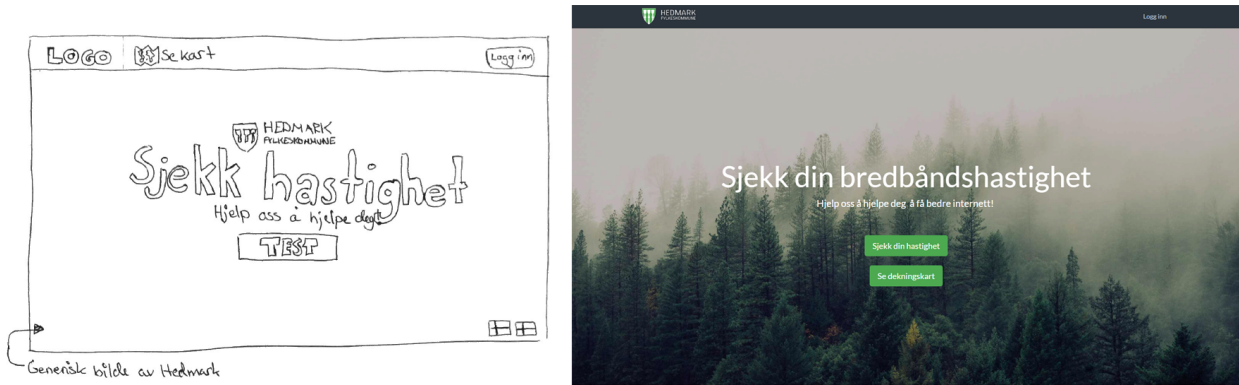 LOGO
Se kart
Logg inn
HEDMARK
FYLKESKOMMUNE
Sjekk hastighet
Hjelp oss å hjelpe deg!
TEST
Generisk bilde av Hedmark
HEDMARK
FYLKESKOMMUNE
Logg inn
Sjekk din bredbåndshastighet
Hjelp oss å hjelpe deg å få bedre internett!
Sjekk din hastighet
Se dekningskart